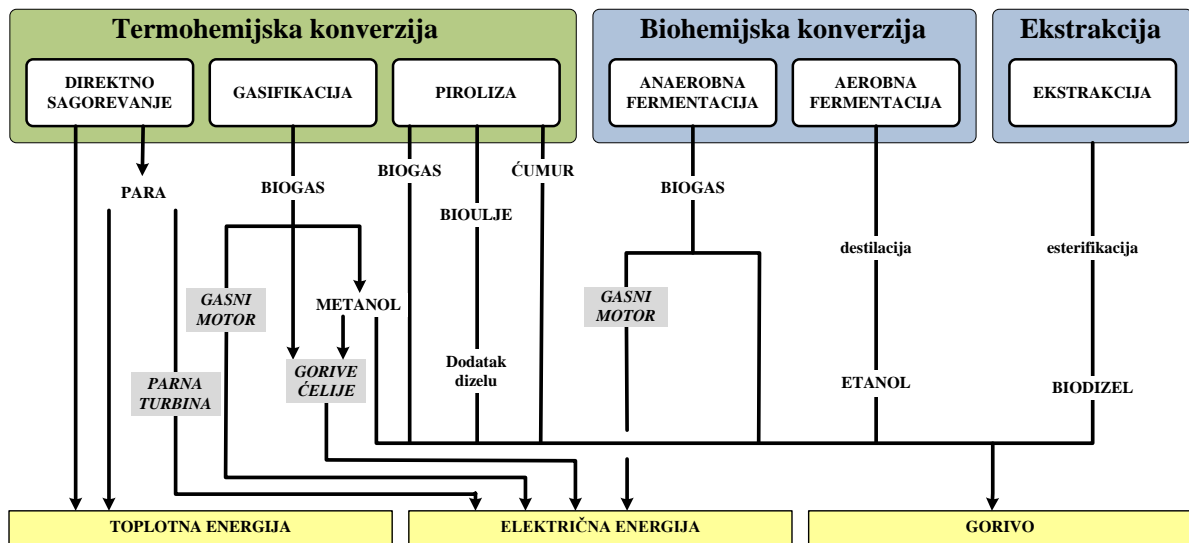 Termohemijska konverzija
Biohemijska konverzija
Ekstrakcija
DIREKTNO
SAGOREVANJE
GASIFIKACIJA
PIROLIZA
ANAEROBNA
FERMENTACIJA
AEROBNA
FERMENTACIJA
EKSTRAKCIJA
PARA
BIOGAS
BIOGAS
BIOULJE
ĆUMUR
BIOGAS
destilacija
esterifikacija
GASNI
MOTOR
METANOL
GASNI
MOTOR
PARNA
TURBINA
GORIVE
ĆELIJE
Dodatak
dizelu
ETANOL
BIODIZEL
TOPLOTNA ENERGIJA
ELEKTRIČNA ENERGIJA
GORIVO